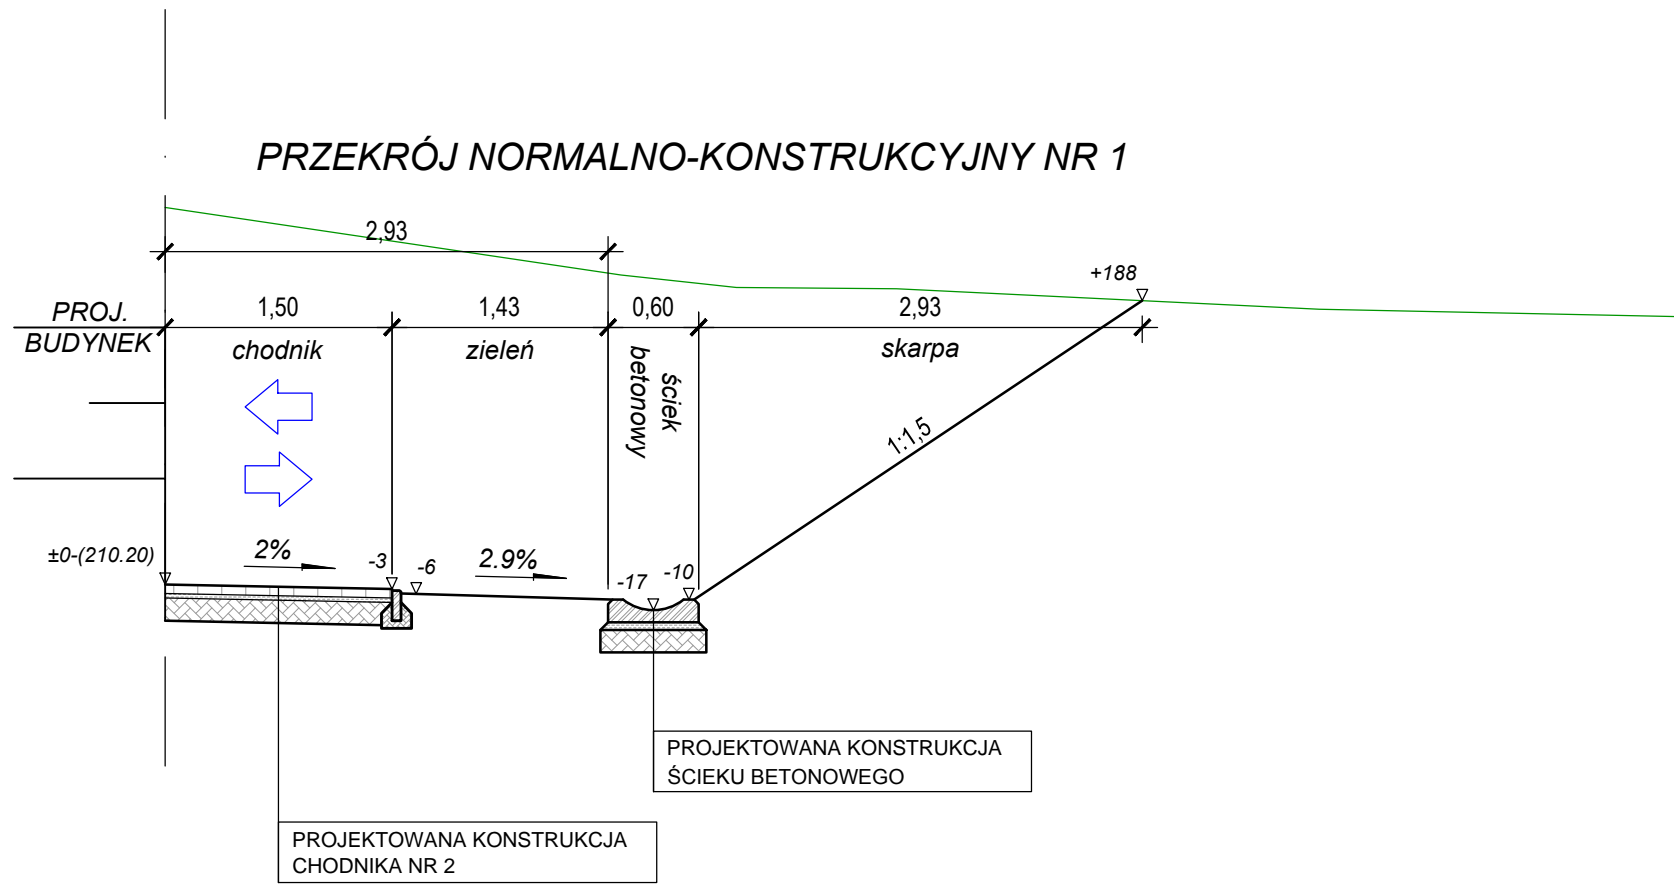 PRZEKRÓJ NORMALNO-KONSTRUKCYJNY NR 1
2,93
+188
PROJ.
BUDYNEK
1,50
1,43
0,60
2,93
chodnik
zieleń
ściek
betonowy
skarpa
1:1,5
±0-(210.20)
2%
-3
-6
2.9%
-17
-10
PROJEKTOWANA KONSTRUKCJA
ŚCIEKU BETONOWEGO
PROJEKTOWANA KONSTRUKCJA
CHODNIKA NR 2